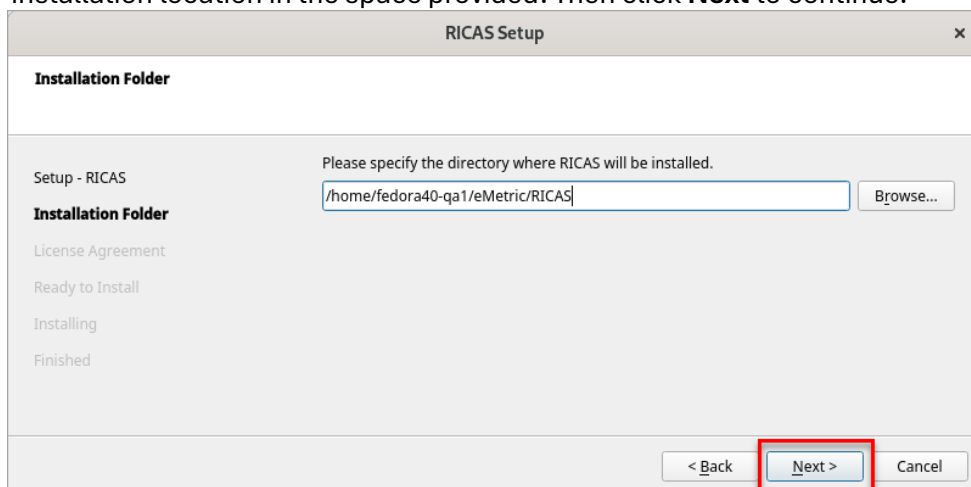 installation location in the space provided. Then click Next to continue.
RICAS Setup
×
Installation Folder
Please specify the directory where RICAS will be installed.
Setup - RICAS
/home/fedora40-qa1/eMetric/RICAS
Browse...
Installation Folder
License Agreement
Ready to Install
Installing
Finished
< Back
Next >
Cancel